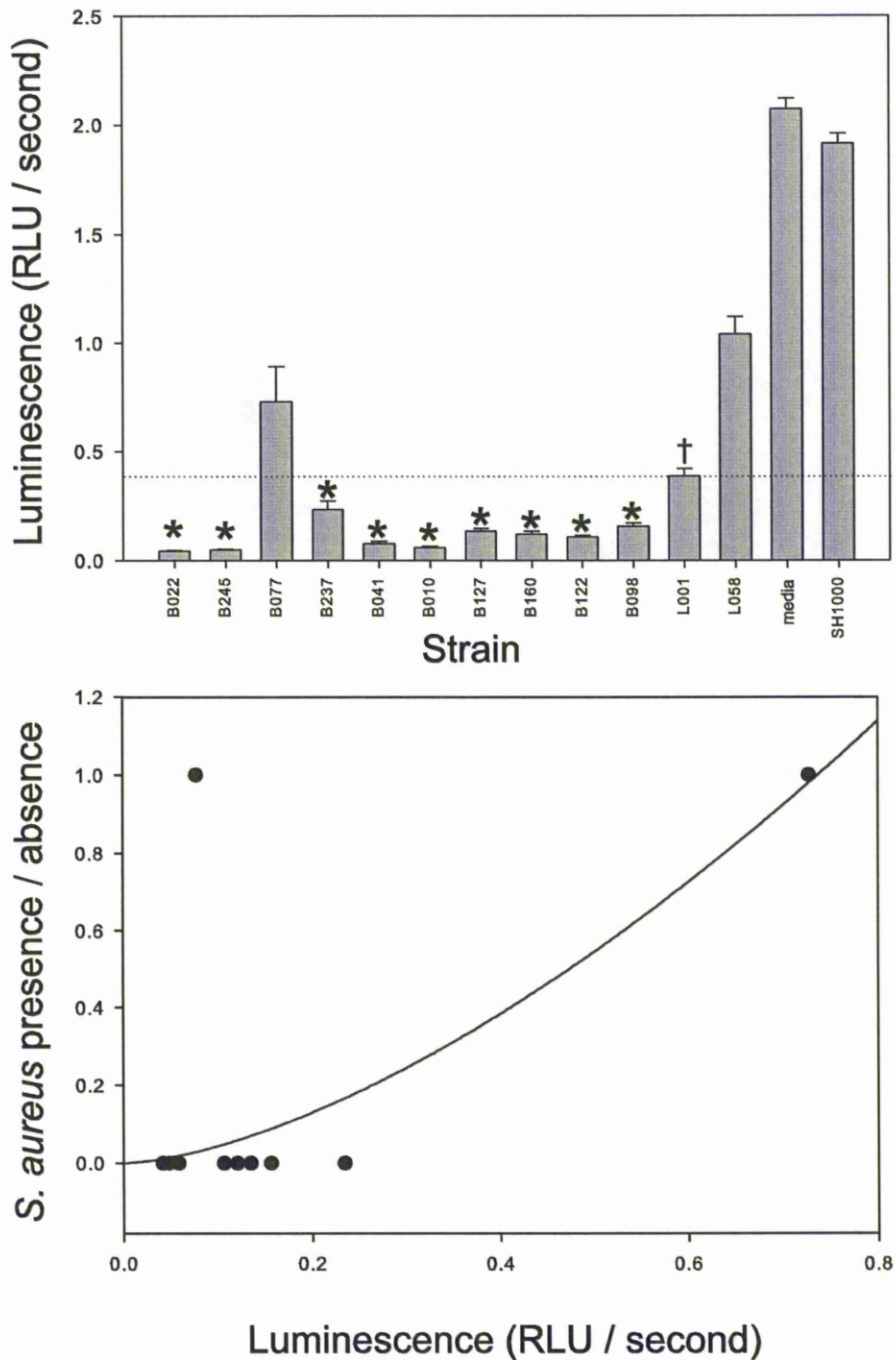 Luminescence (RLU / second)
2.5
2.0
1.5
1.0
0.5
0.0
* * * * * * * * * †
B022 B245 B077 B237 B041 B010 B127 B160 B122 B098 L001 L058 media SH1000
Strain
S. aureus presence / absence
1.2
1.0
0.8
0.6
0.4
0.2
0.0
0.0 0.2 0.4 0.6 0.8
Luminescence (RLU / second)